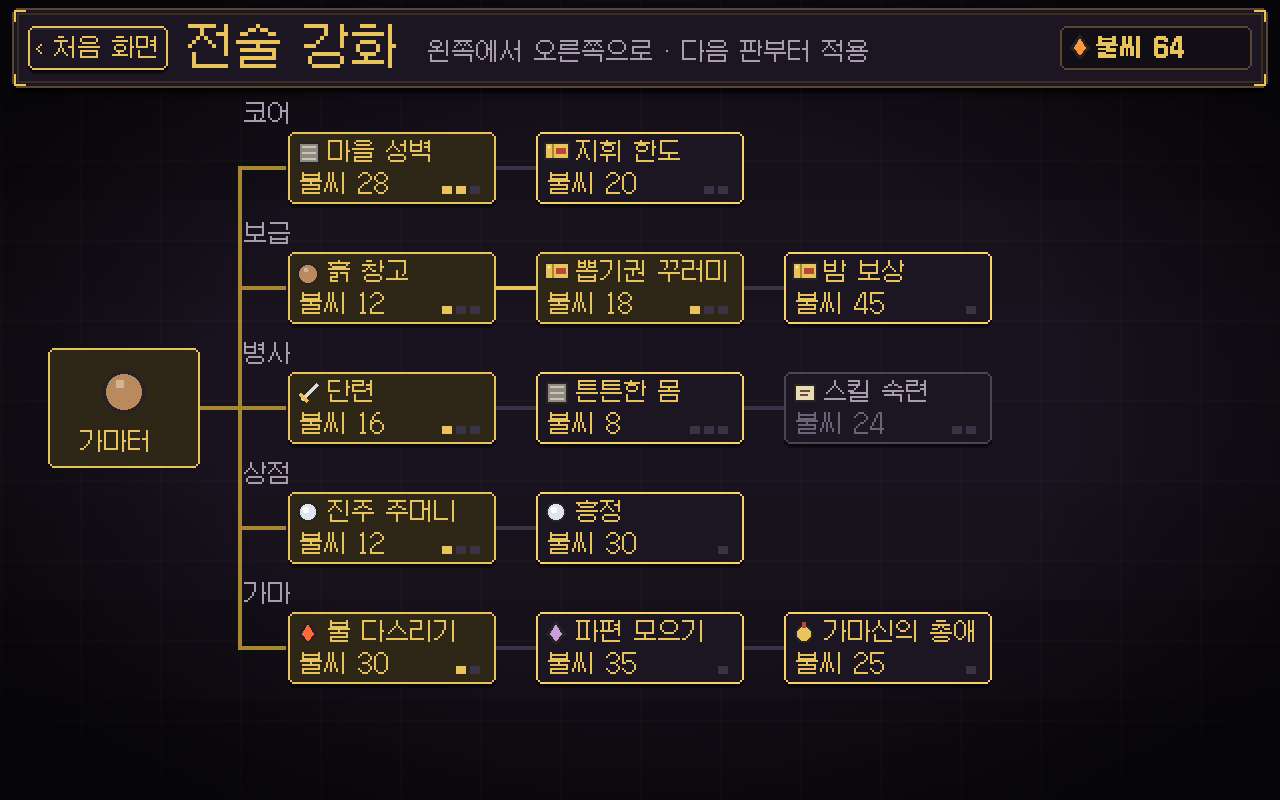 ‹ 처음 화면
전술 강화
왼쪽에서 오른쪽으로 · 다음 판부터 적용
불씨 64
코어
마을 성벽
불씨 28
지휘 한도
불씨 20
보급
흙 창고
불씨 12
뽑기권 꾸러미
불씨 18
밤 보상
불씨 45
병사
단련
불씨 16
튼튼한 몸
불씨 8
스킬 숙련
불씨 24
가마터
상점
진주 주머니
불씨 12
흥정
불씨 30
가마
불 다스리기
불씨 30
파편 모으기
불씨 35
가마신의 총애
불씨 25